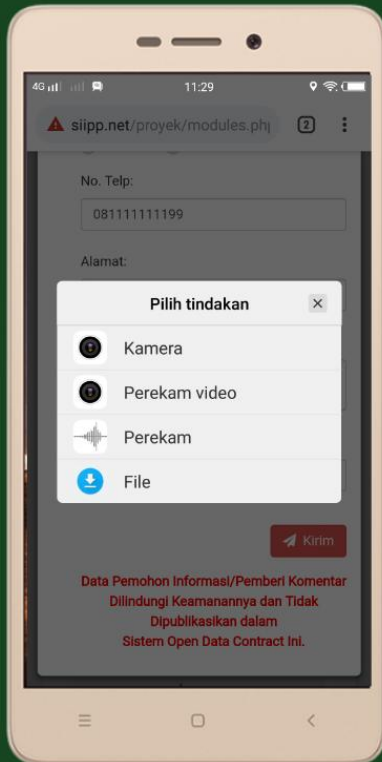 4G 11:29
siipp.net/proyek/modules.ph
2
No. Telp:
081111111199
Alamat:
Pilih tindakan
Kamera
Perekam video
Perekam
File
Kirim
Data Pemohon Informasi/Pemberi Komentar
Dilindungi Keamanannya dan Tidak
Dipublikasikan dalam
Sistem Open Data Contract Ini.